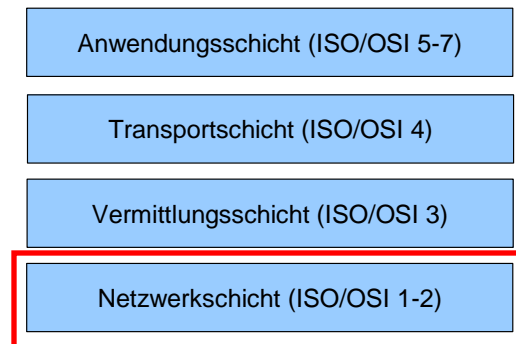 Anwendungsschicht (ISO/OSI 5-7)
Transportschicht (ISO/OSI 4)
Vermittlungsschicht (ISO/OSI 3)
Netzwerkschicht (ISO/OSI 1-2)